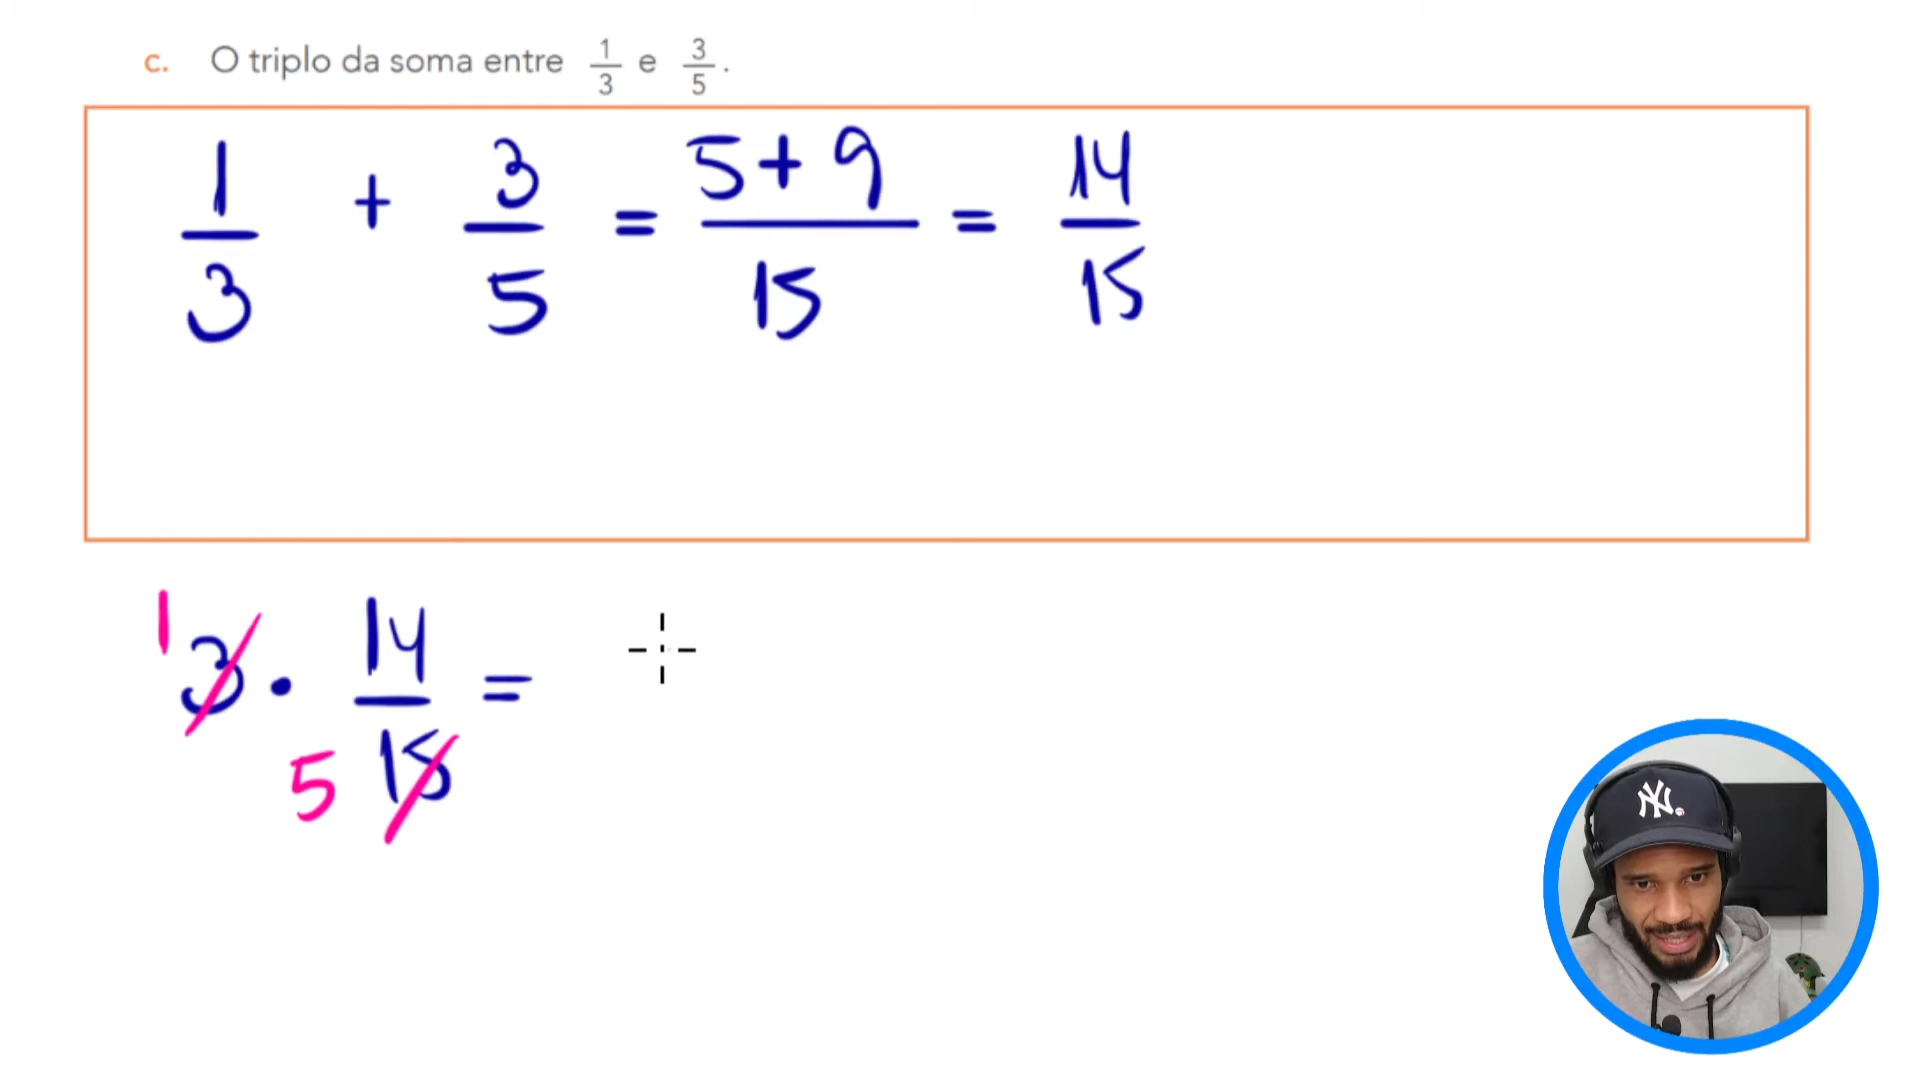 c. O triplo da soma entre 1/3 e 3/5.
1/3 + 3/5 = 5+9/15 = 14/15
1 3 · 14/15 =
5
NY